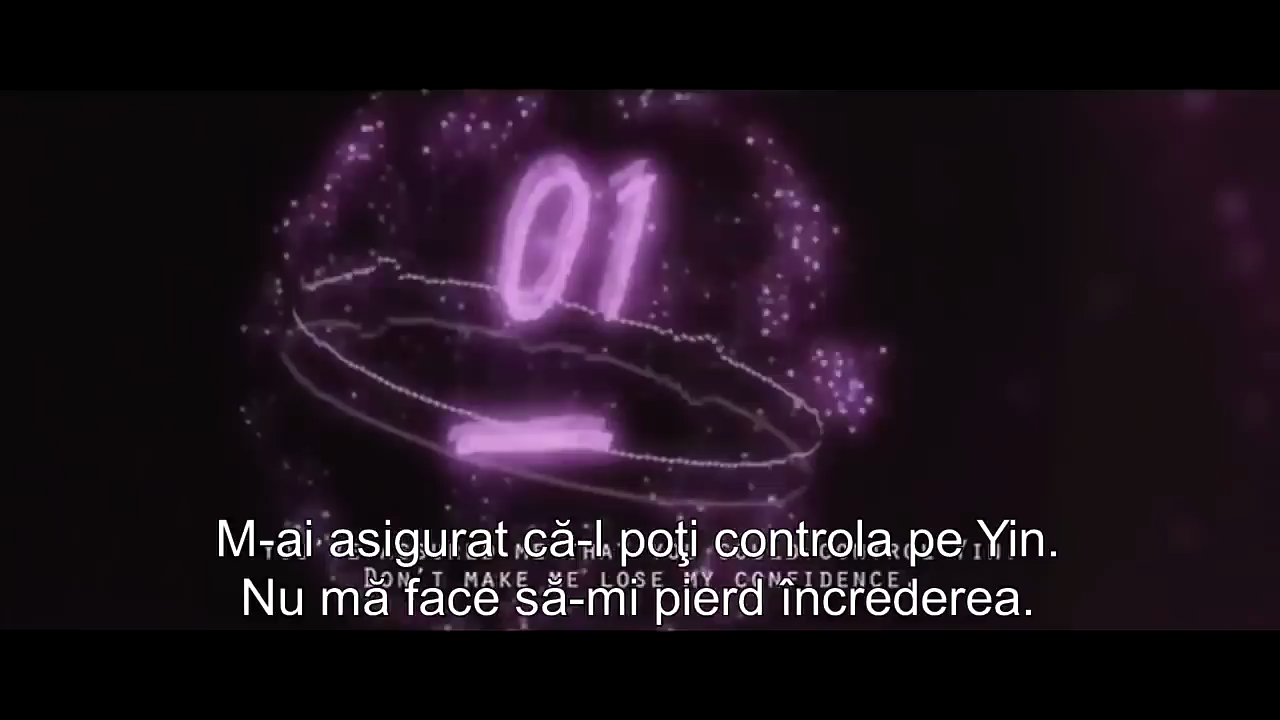 01
M-ai asigurat că-l poţi controla pe Yin.
DON'T MAKE ME LOSE MY CONFIDENCE.
Nu mă face să-mi pierd încrederea.